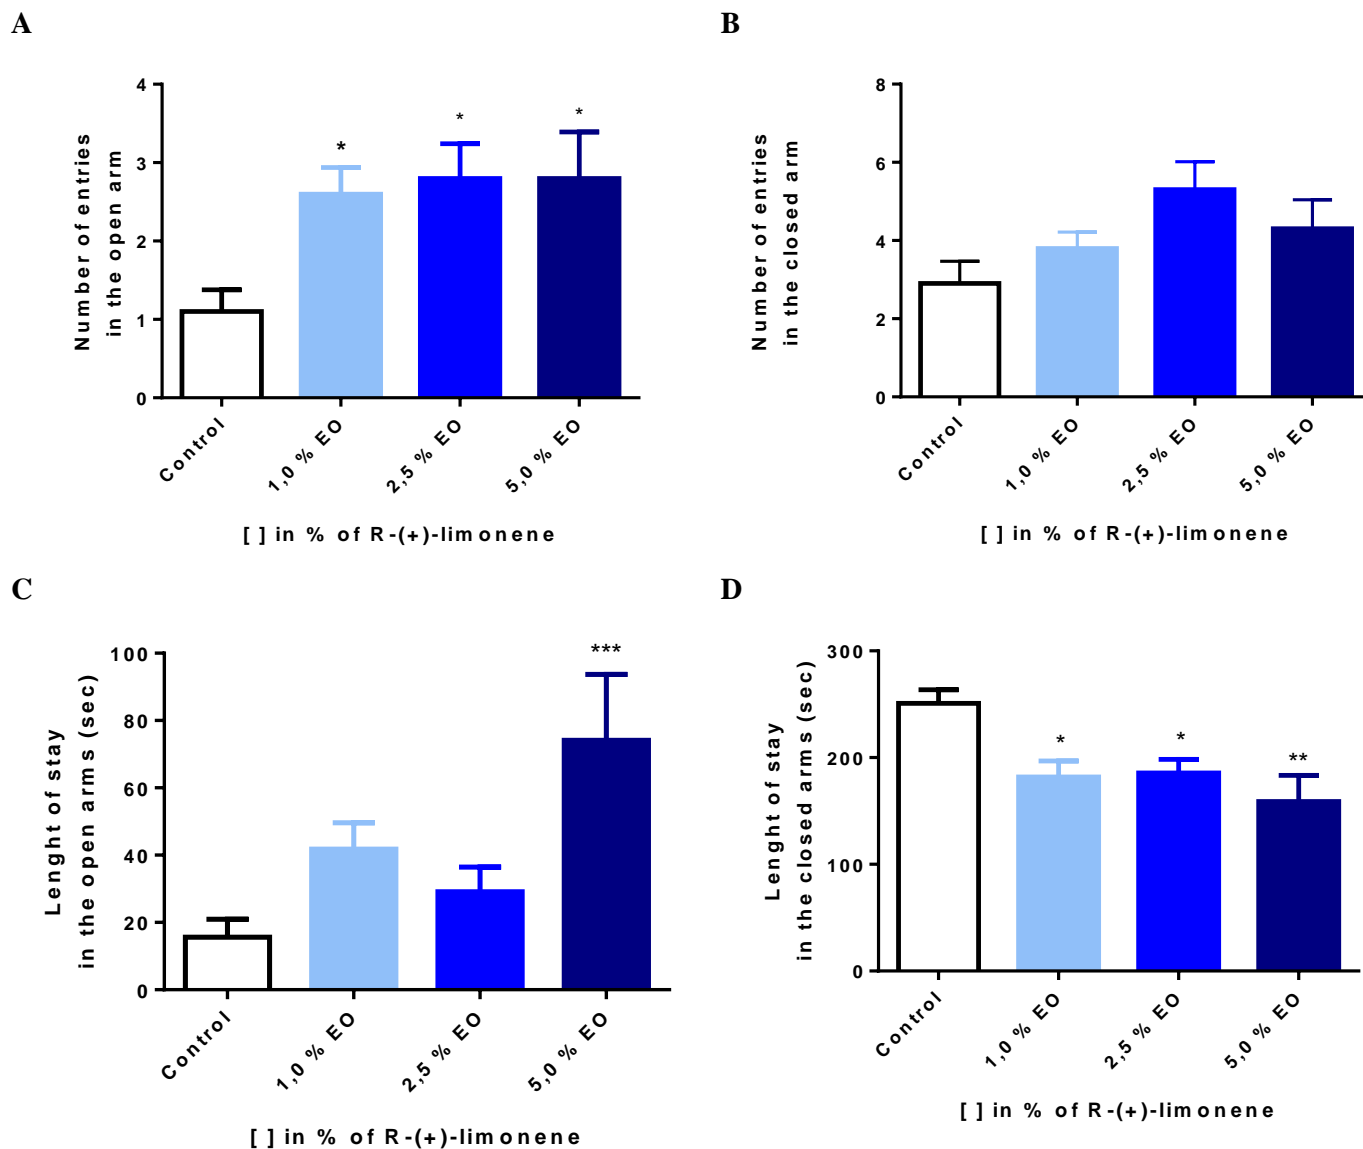 A
Number of entries
in the open arm
4
3
2
1
0
*
*
*
Control
1,0 % EO
2,5 % EO
5,0 % EO
[ ] in % of R-(+)-limonene
B
Number of entries
in the closed arm
8
6
4
2
0
Control
1,0 % EO
2,5 % EO
5,0 % EO
[ ] in % of R-(+)-limonene
C
Lenght of stay
in the open arms (sec)
100
80
60
40
20
0
***
Control
1,0 % EO
2,5 % EO
5,0 % EO
[ ] in % of R-(+)-limonene
D
Lenght of stay
in the closed arms (sec)
300
200
100
0
*
*
**
Control
1,0 % EO
2,5 % EO
5,0 % EO
[ ] in % of R-(+)-limonene